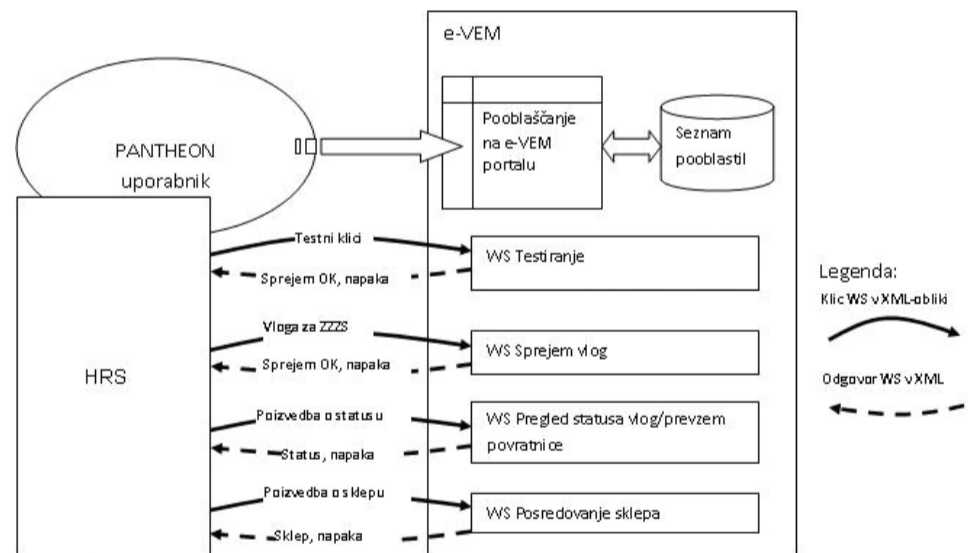 e-VEM
PANTHEON
uporabnik
Pooblaščanje
na e-VEM
portalu
Seznam
pooblastil
HRS
Testni klici
Sprejem OK, napaka
WS Testiranje
Vloga za ZZZS
Sprejem OK, napaka
WS Sprejem vlog
Poizvedba o statusu
Status, napaka
WS Pregled statusa vlog/prevzem
povratnice
Poizvedba o sklepu
Sklep, napaka
WS Posredovanje sklepa
Legenda:
Klic WS v XML-obliki
Odgovor WS v XML